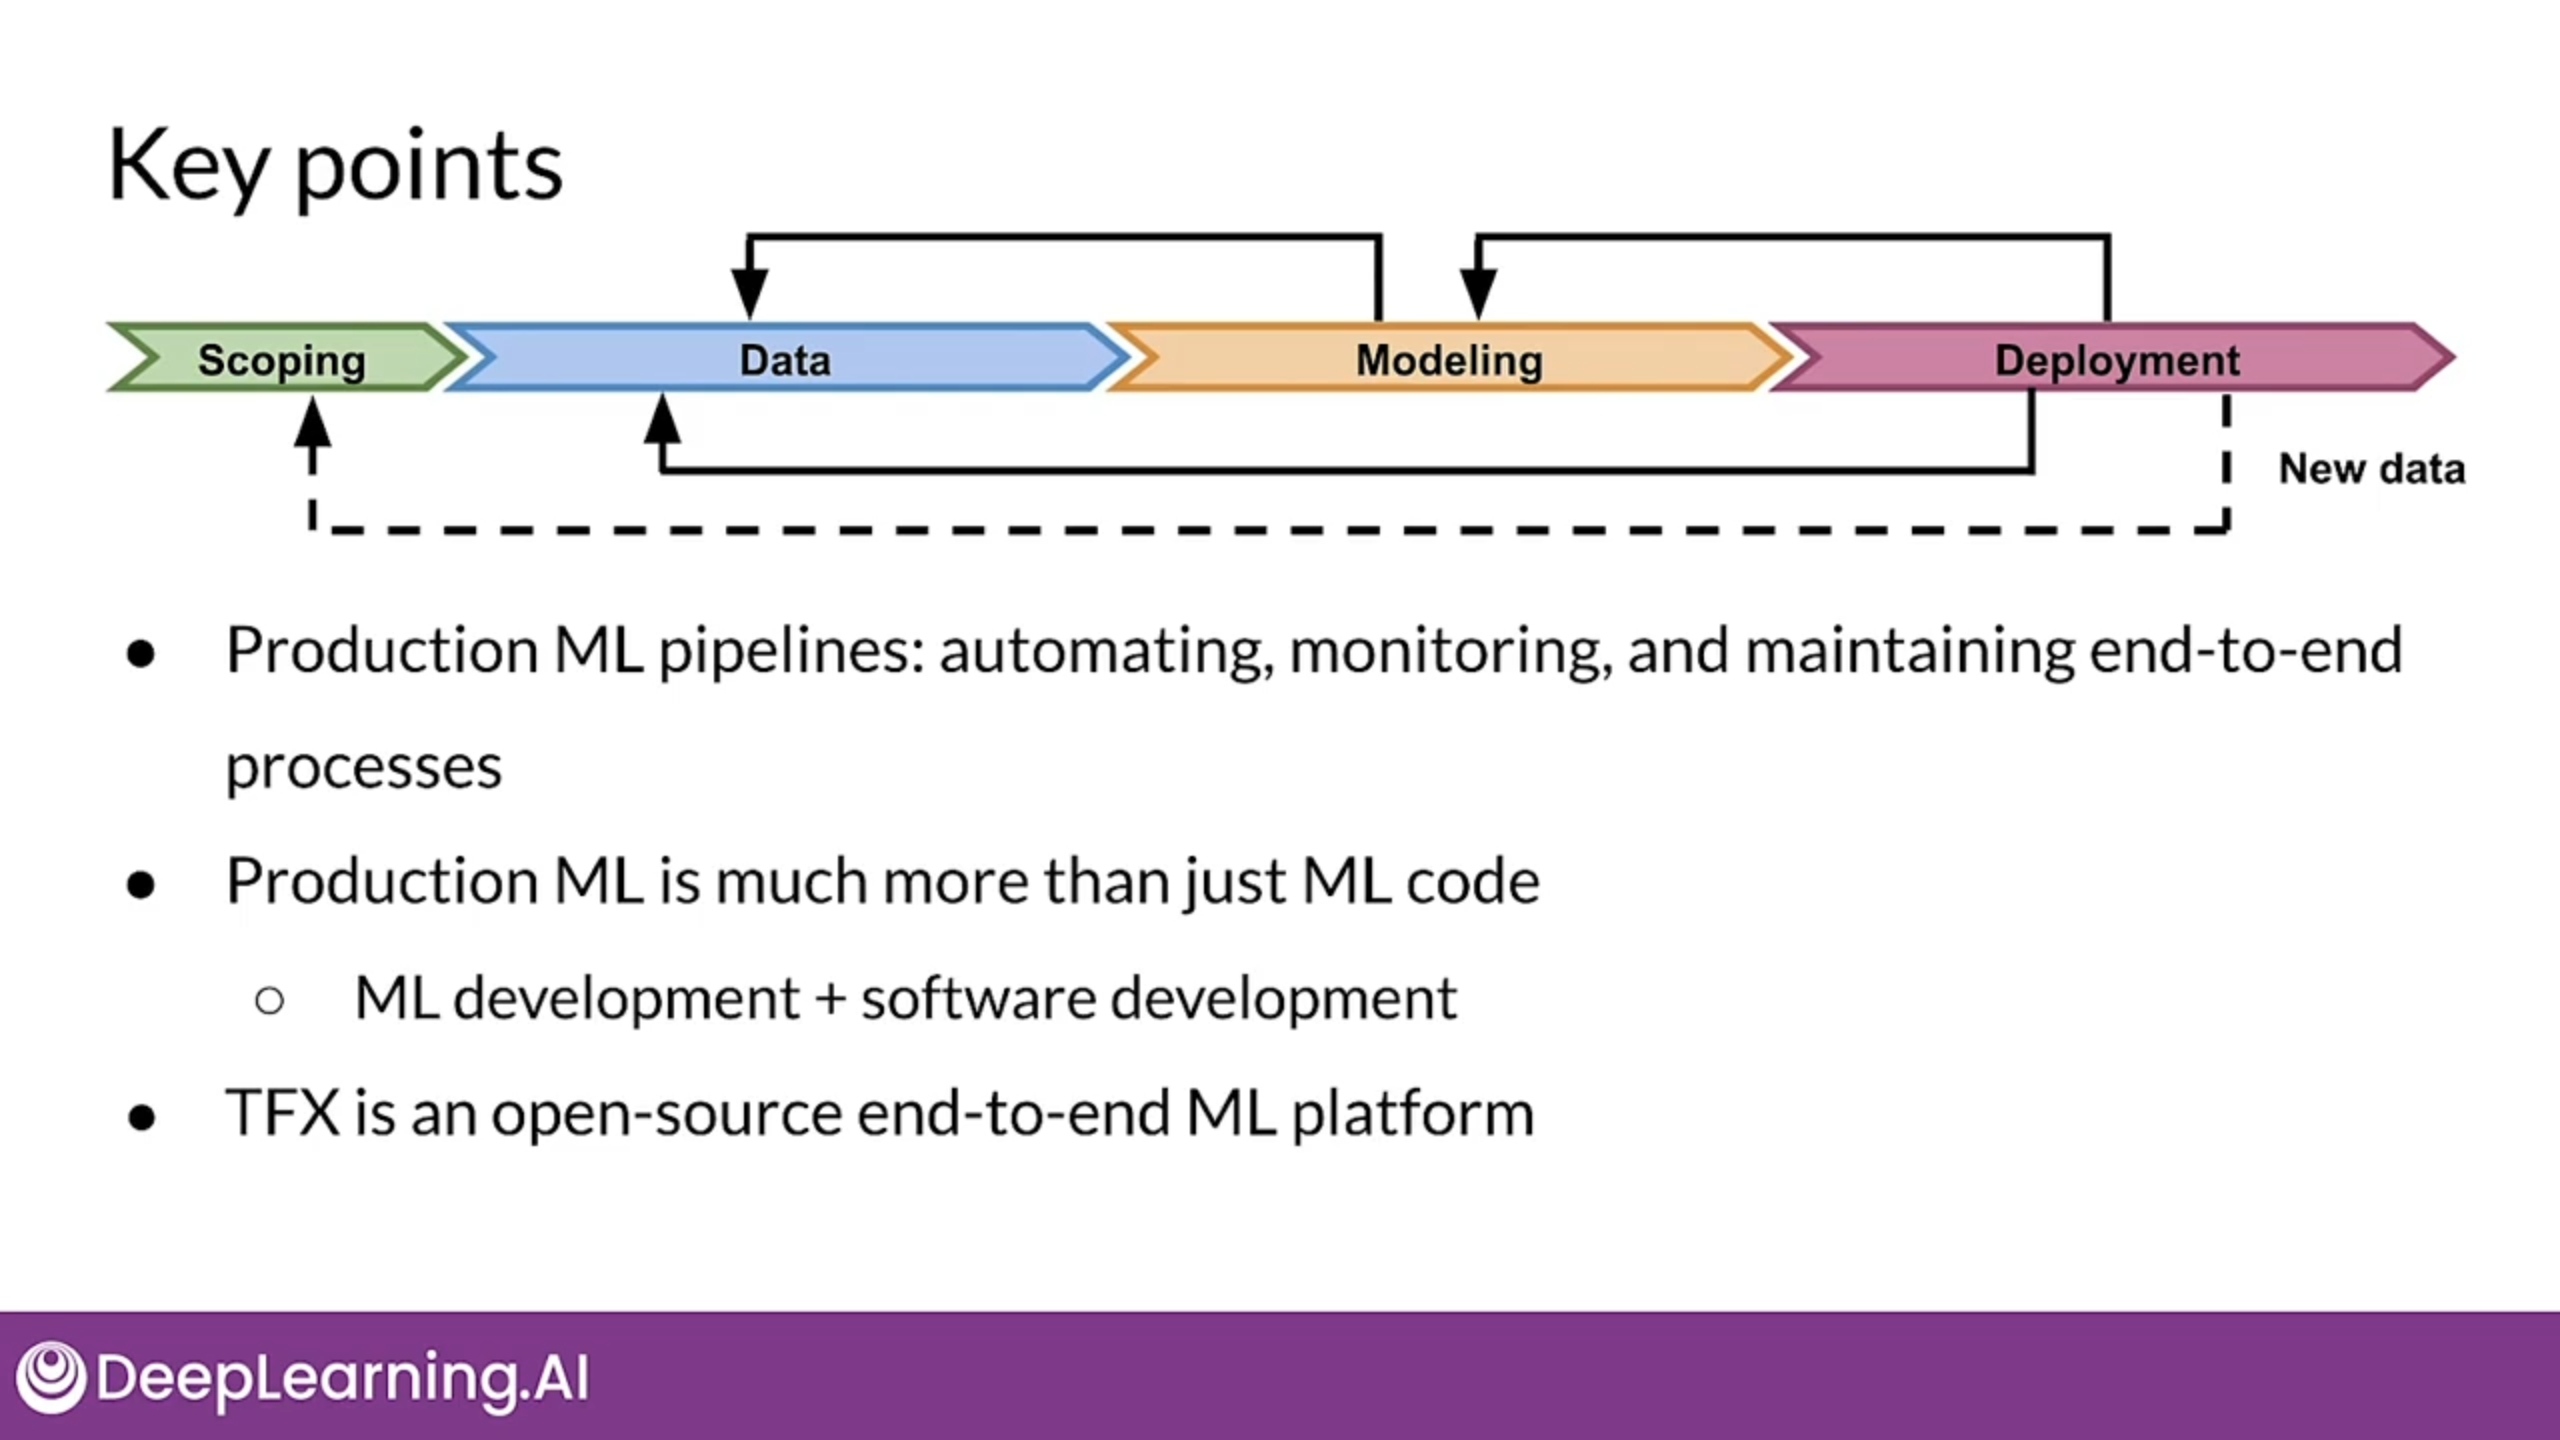 Key points
Scoping
Data
Modeling
Deployment
New data
● Production ML pipelines: automating, monitoring, and maintaining end-to-end
processes
● Production ML is much more than just ML code
○ ML development + software development
● TFX is an open-source end-to-end ML platform
DeepLearning.AI